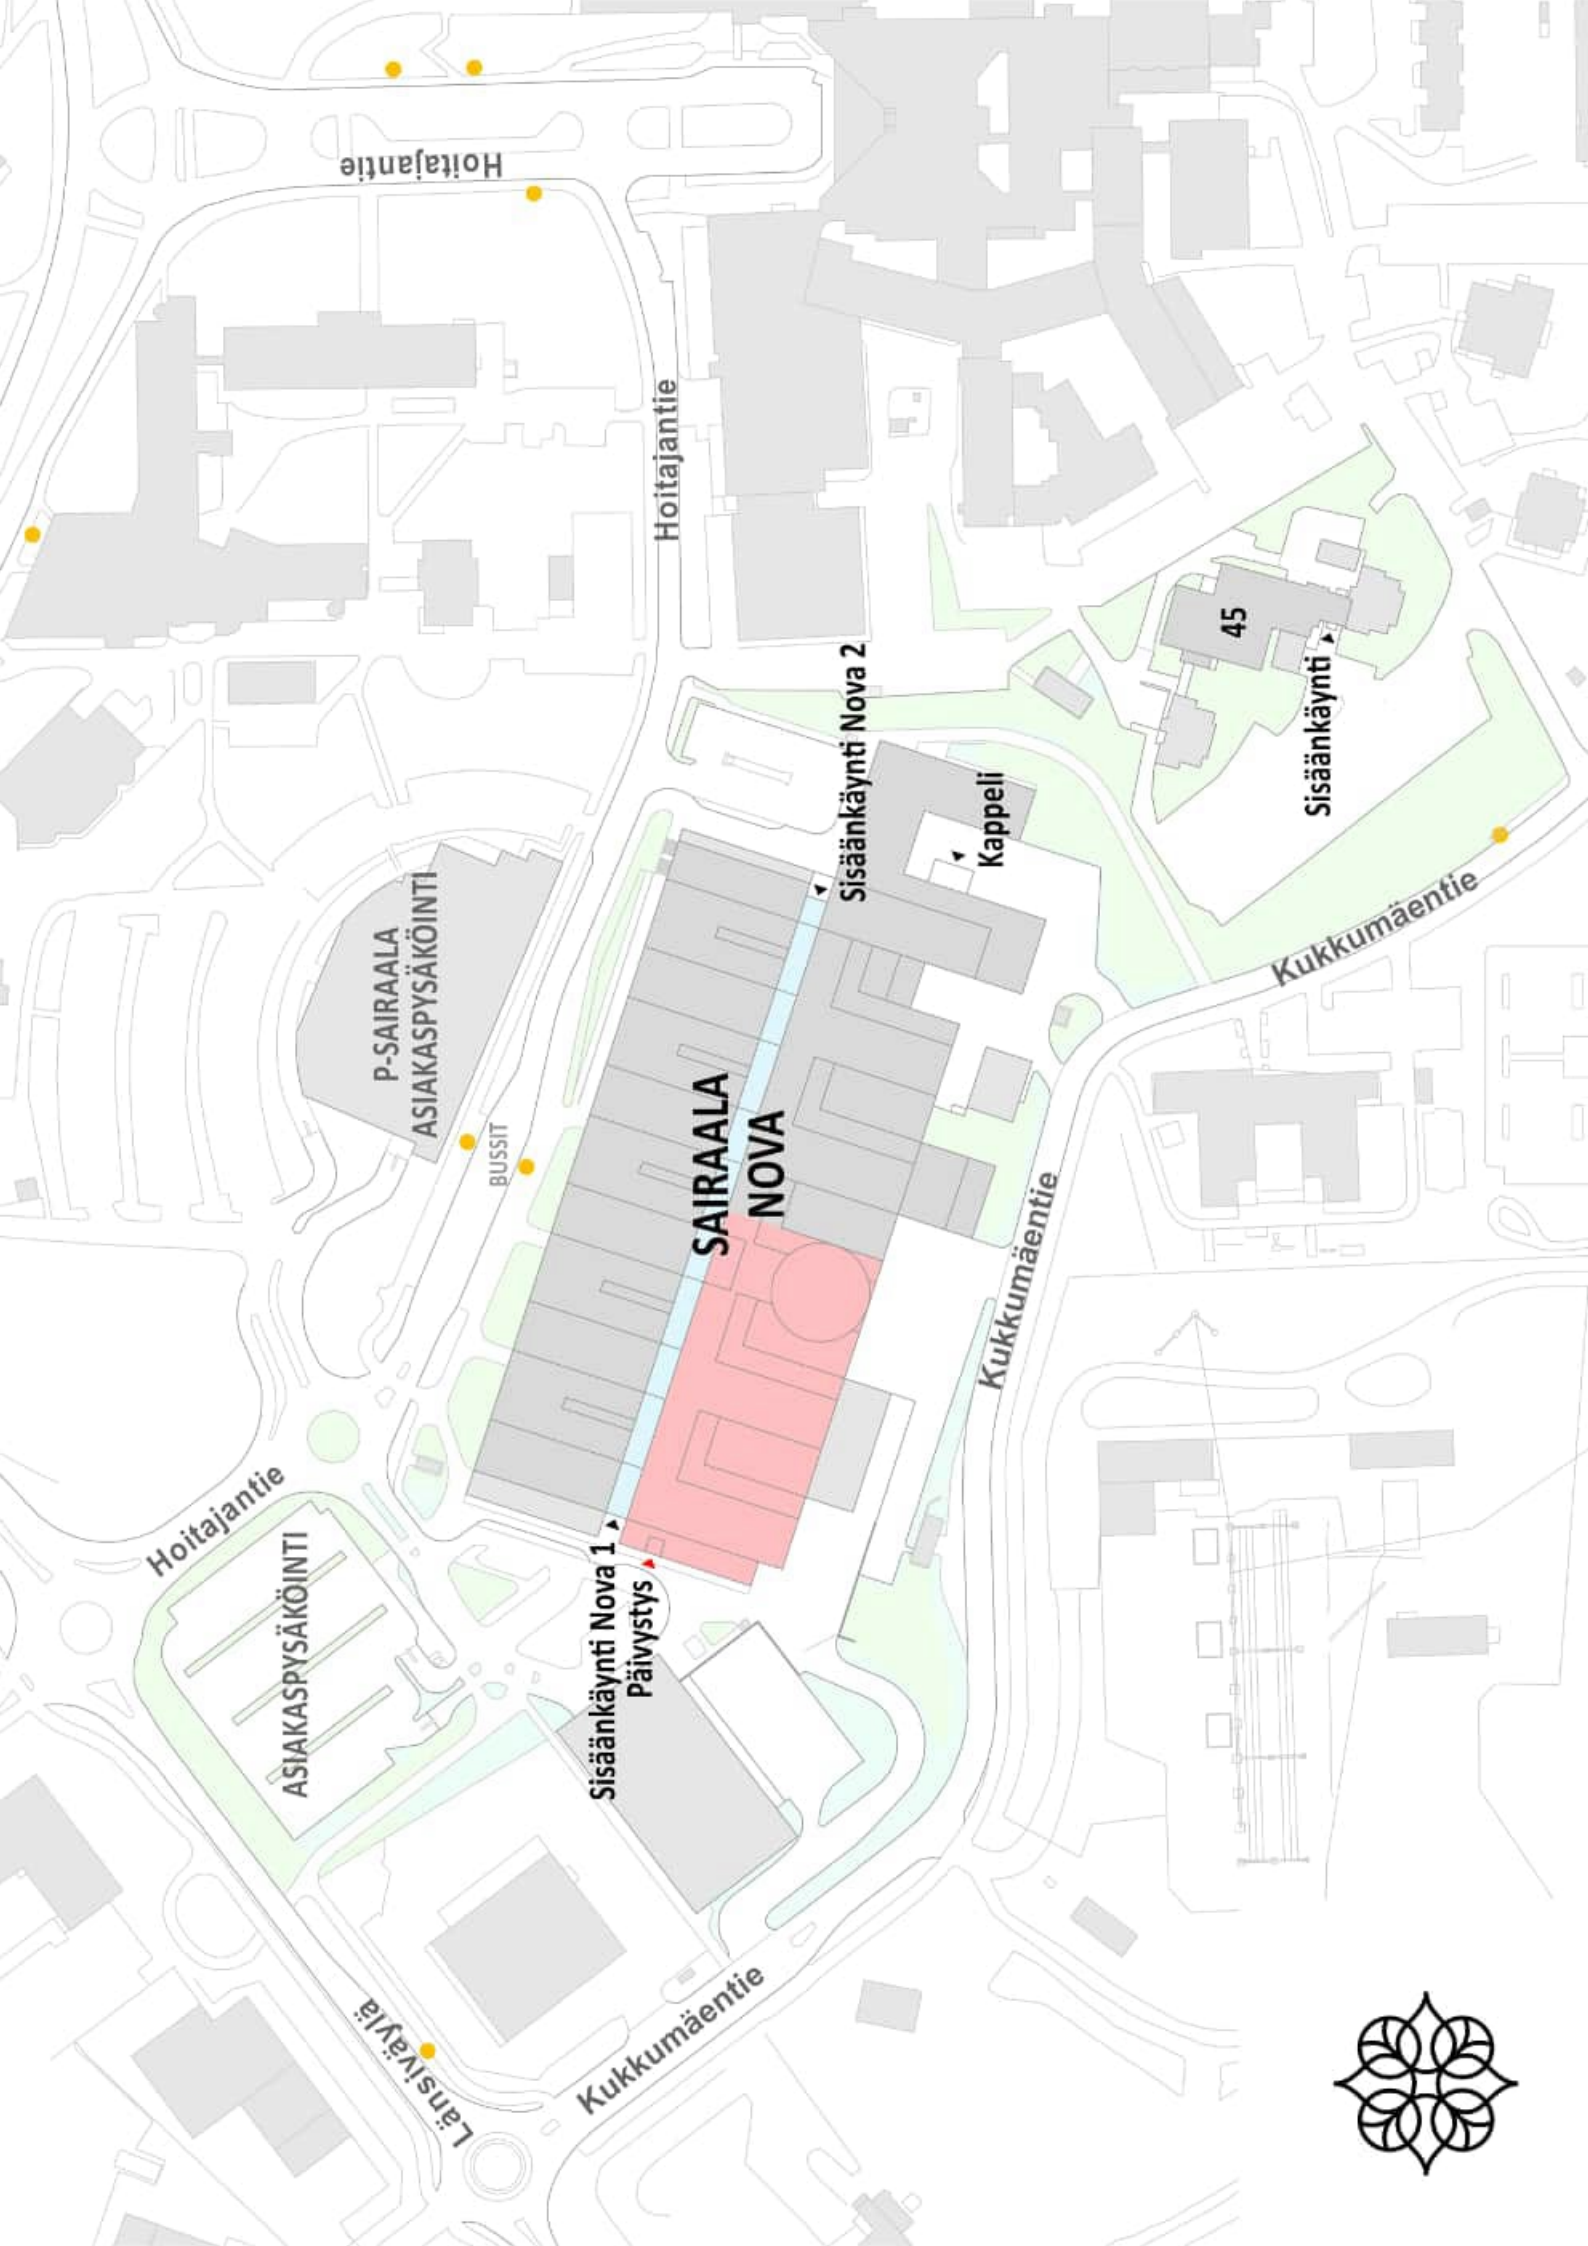 Hoitajantie
Hoitajantie
Sisäänkäynti Nova 2
Kappeli
45
Sisäänkäynti
P-SAIRAALA
ASIAKASPYSÄKÖINTI
BUSSIT
SAIRAALA
NOVA
Kukkumäentie
Kukkumäentie
Hoitajantie
ASIAKASPYSÄKÖINTI
Sisäänkäynti Nova 1
Päivystys
Länsiväylä
Kukkumäentie